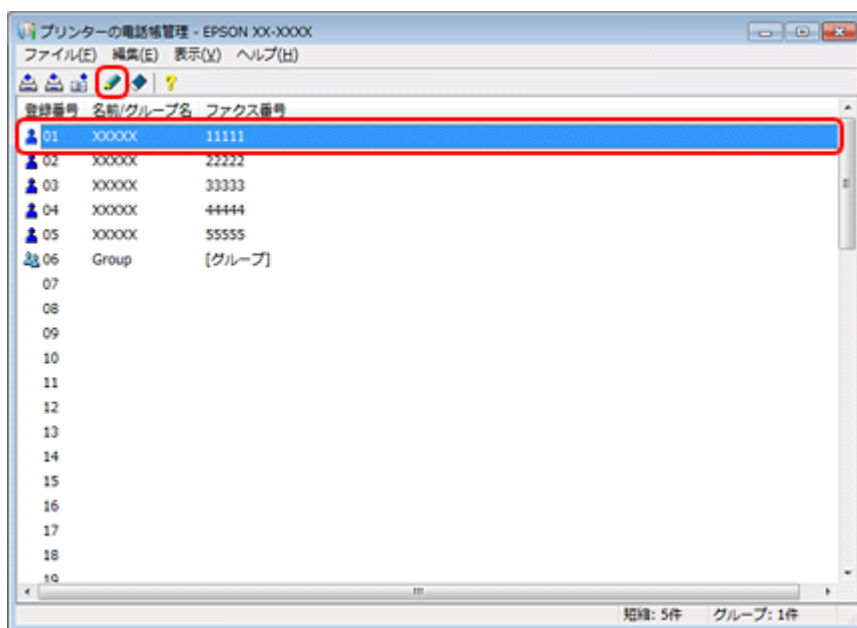 プリンターの電話帳管理 - EPSON XX-XXXX
ファイル(F) 編集(E) 表示(V) ヘルプ(H)
登録番号 名前/グループ名 ファクス番号
01 XXXXX 11111
02 XXXXX 22222
03 XXXXX 33333
04 XXXXX 44444
05 XXXXX 55555
06 Group [グループ]
07
08
09
10
11
12
13
14
15
16
17
18
19
短縮: 5件 グループ: 1件